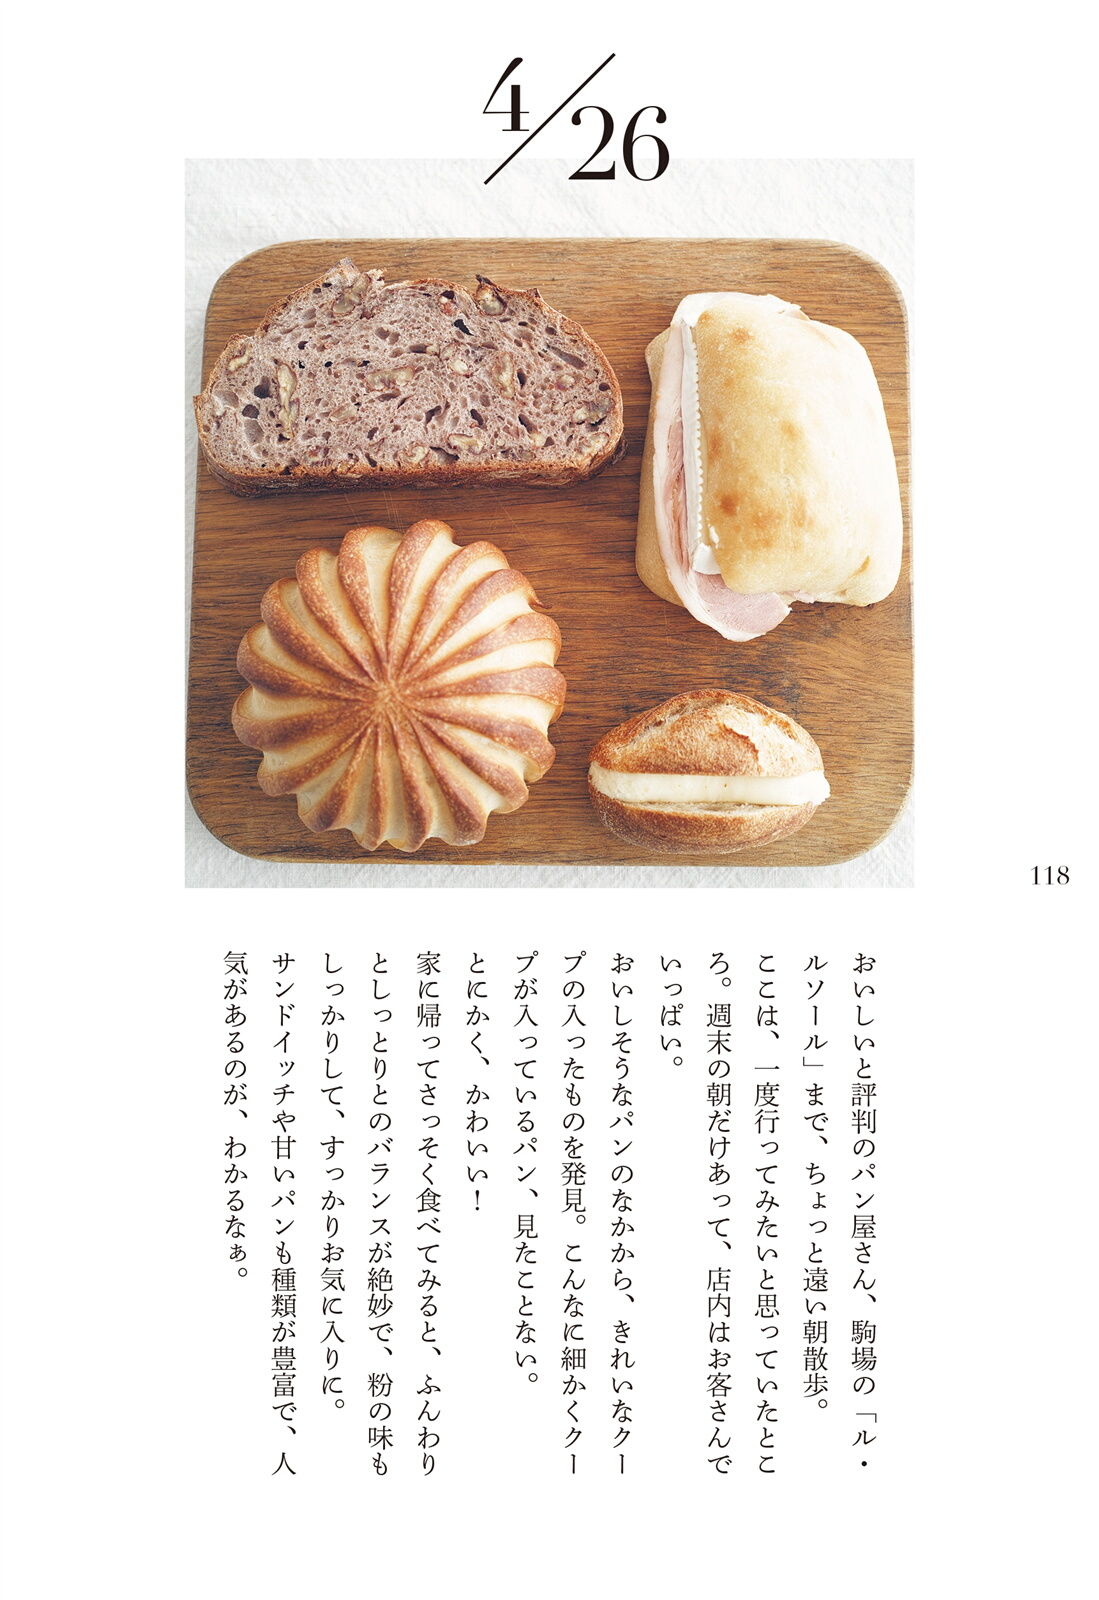 4/26
118
おいしいと評判のパン屋さん、駒場の「ル・
ルソール」まで、ちょっと遠い朝散歩。
ここは、一度行ってみたいと思っていたとこ
ろ。週末の朝だけあって、店内はお客さんで
いっぱい。
おいしそうなパンのなかから、きれいなクー
プの入ったものを発見。こんなに細かくクー
プが入っているパン、見たことない。
とにかく、かわいい！
家に帰ってさっそく食べてみると、ふんわり
としっとりとのバランスが絶妙で、粉の味も
しっかりして、すっかりお気に入りに。
サンドイッチや甘いパンも種類が豊富で、人
気があるのが、わかるなぁ。